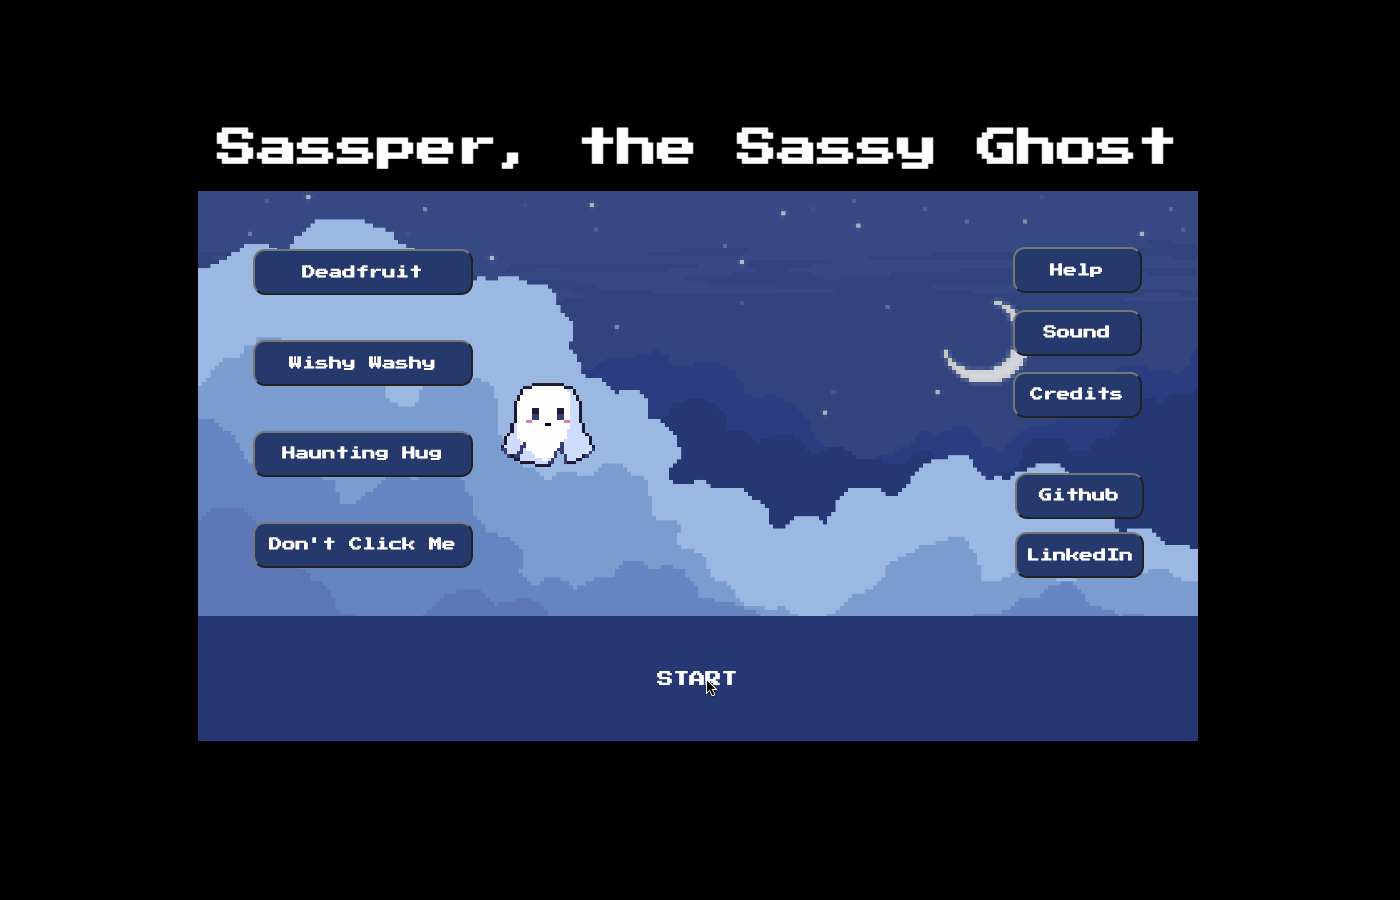 Sassper, the Sassy Ghost
Deadfruit
Wishy Washy
Haunting Hug
Don't Click Me
Help
Sound
Credits
Github
LinkedIn
START